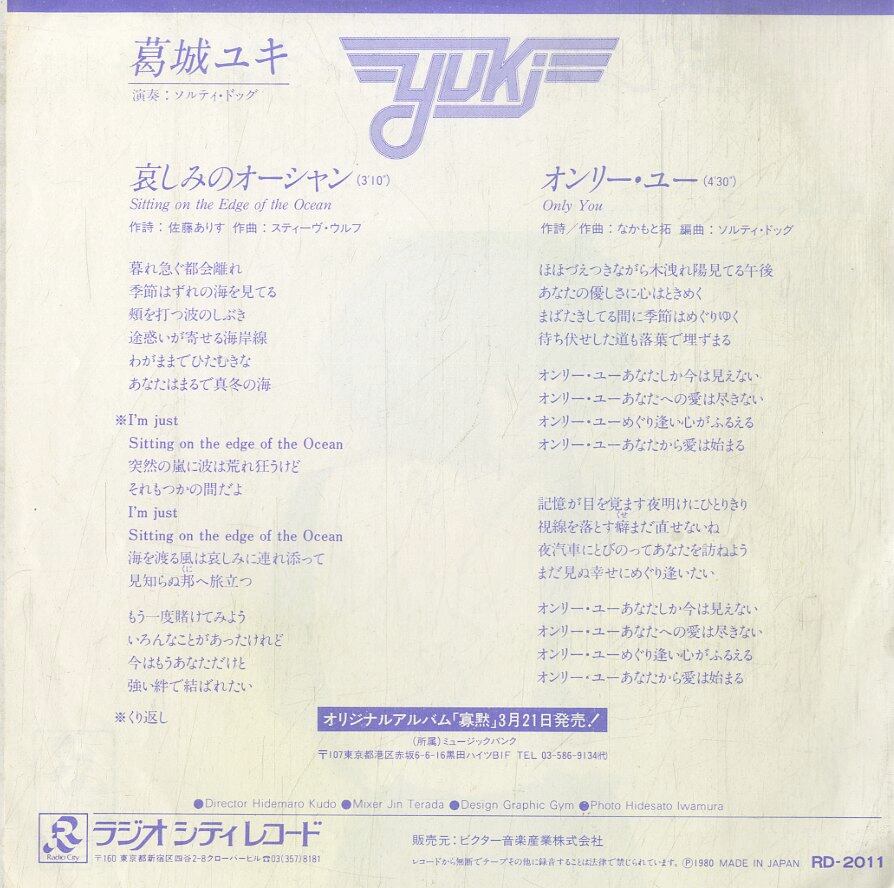 葛城ユキ
演奏：ソルティ・ドッグ
yuki
哀しみのオーシャン(3'10")
Sitting on the Edge of the Ocean
作詩：佐藤ありす 作曲：スティーヴ・ウルフ
暮れ急ぐ都会離れ
季節はずれの海を見てる
頬を打つ波のしぶき
途惑いが寄せる海岸線
わがままでひたむきな
あなたはまるで真冬の海
※I'm just
Sitting on the edge of the Ocean
突然の嵐に波は荒れ狂うけど
それもつかの間だよ
I'm just
Sitting on the edge of the Ocean
海を渡る風は哀しみに連れ添って
見知らぬ邦へ旅立つ
くに
もう一度賭けてみよう
いろんなことがあったけれど
今はもうあなただけと
強い絆で結ばれたい
※くり返し
オンリー・ユー(4'30")
Only You
作詩／作曲：なかもと拓 編曲：ソルティ・ドッグ
ほほづえつきながら木洩れ陽見てる午後
あなたの優しさに心はときめく
まばたきしてる間に季節はめぐりゆく
待ち伏せした道も落葉で埋ずまる
オンリー・ユーあなたしか今は見えない
オンリー・ユーあなたへの愛は尽きない
オンリー・ユーめぐり逢い心がふるえる
オンリー・ユーあなたから愛は始まる
記憶が目を覚ます夜明けにひとりきり
視線を落とす癖まだ直せないね
くせ
夜汽車にとびのってあなたを訪ねよう
まだ見ぬ幸せにめぐり逢いたい
オンリー・ユーあなたしか今は見えない
オンリー・ユーあなたへの愛は尽きない
オンリー・ユーめぐり逢い心がふるえる
オンリー・ユーあなたから愛は始まる
オリジナルアルバム「寡黙」3月21日発売！
(所属)ミュージックバンク
〒107東京都港区赤坂6-6-16黒田ハイツB1F TEL 03-586-9134㈹
●Director Hidemaro Kudo ●Mixer Jin Terada ●Design Graphic Gym ●Photo Hidesato Iwamura
Radio City
ラジオシティレコード
〒160 東京都新宿区四谷2-8クローバービル☎03(357)8181
販売元：ビクター音楽産業株式会社
レコードから無断でテープその他に録音することは法律で禁じられています。Ⓟ1980 MADE IN JAPAN RD-2011